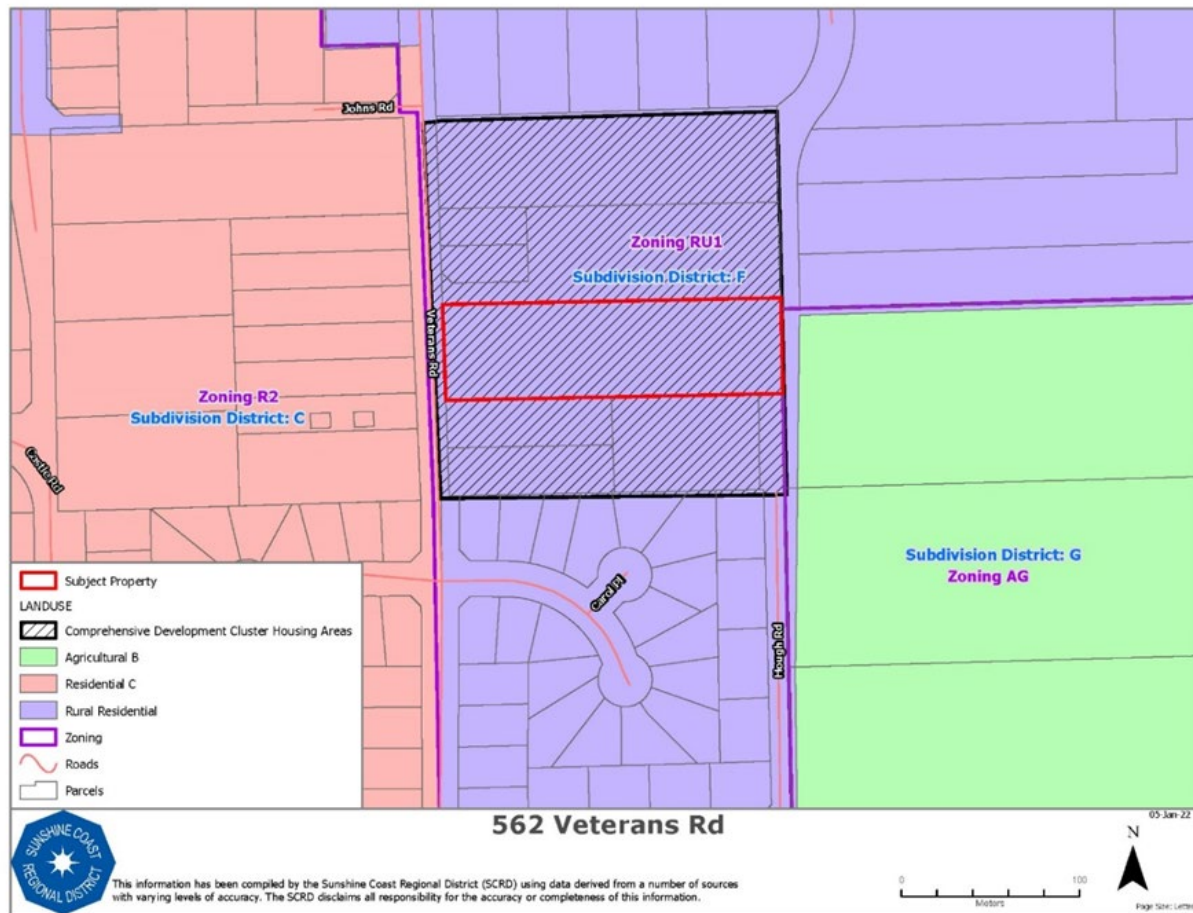 Johns Rd
Zoning RU1
Subdivision District: F
Veterans Rd
Zoning R2
Subdivision District: C
Castle Rd
Subdivision District: G
Zoning AG
Carol Pl
Hough Rd
Subject Property
LANDUSE
Comprehensive Development Cluster Housing Areas
Agricultural B
Residential C
Rural Residential
Zoning
Roads
Parcels
562 Veterans Rd
05-Jan-22
SUNSHINE COAST
REGIONAL DISTRICT
This information has been compiled by the Sunshine Coast Regional District (SCRD) using data derived from a number of sources
with varying levels of accuracy. The SCRD disclaims all responsibility for the accuracy or completeness of this information.
0 100
Meters
N
Page Size: Letter